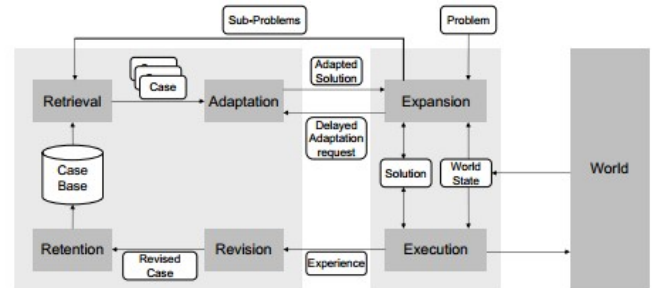 Sub-Problems
Problem
Case
Adapted
Solution
Retrieval
Adaptation
Expansion
Delayed
Adaptation
request
Case
Base
Solution
World
State
World
Retention
Revision
Execution
Revised
Case
Experience